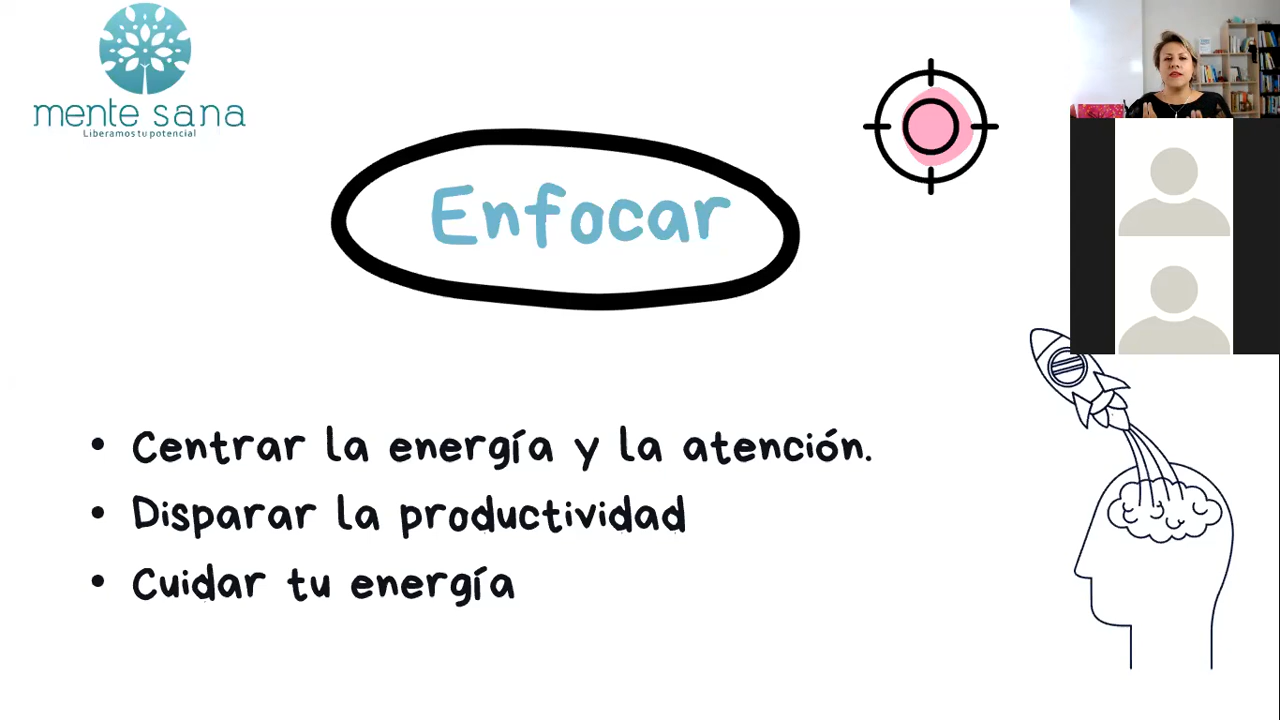 mente sana
Liberamos tu potencial
Enfocar
• Centrar la energía y la atención.
• Disparar la productividad
• Cuidar tu energía